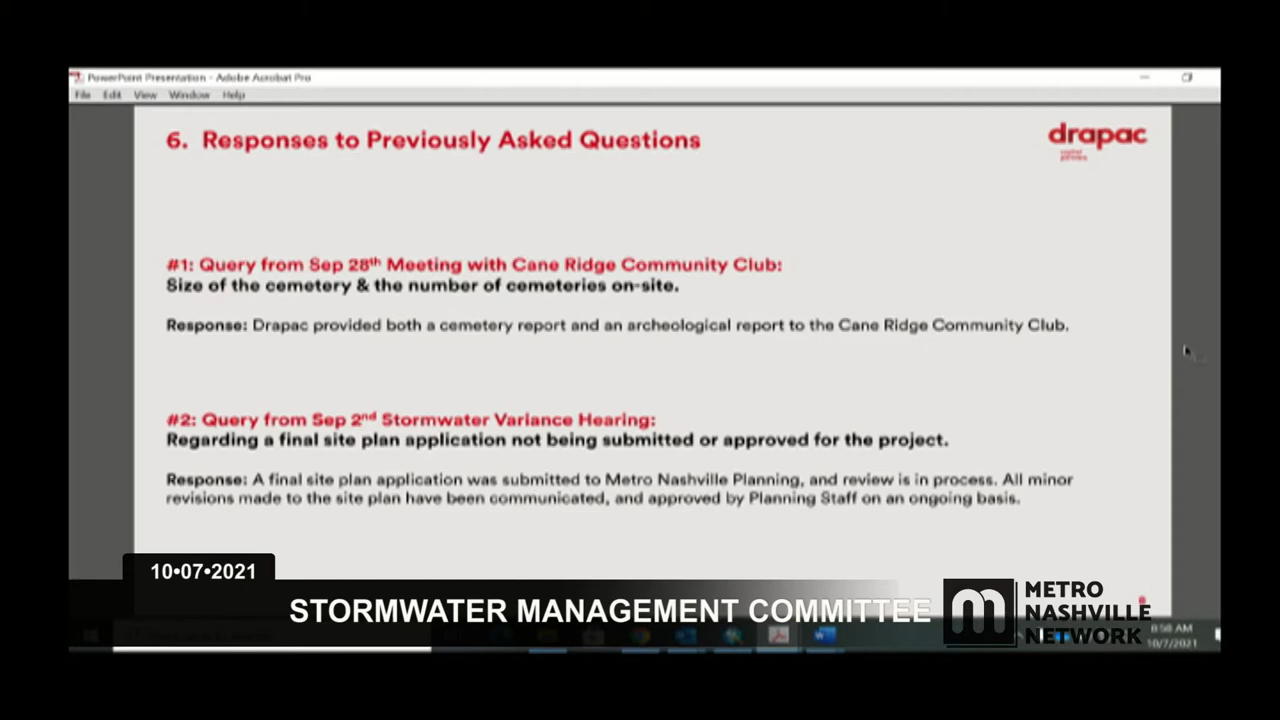 PowerPoint Presentation - Adobe Acrobat Pro
File Edit View Window Help
6. Responses to Previously Asked Questions
drapac
#1: Query from Sep 28th Meeting with Cane Ridge Community Club:
Size of the cemetery & the number of cemeteries on-site.
Response: Drapac provided both a cemetery report and an archeological report to the Cane Ridge Community Club.
#2: Query from Sep 2nd Stormwater Variance Hearing:
Regarding a final site plan application not being submitted or approved for the project.
Response: A final site plan application was submitted to Metro Nashville Planning, and review is in process. All minor
revisions made to the site plan have been communicated, and approved by Planning Staff on an ongoing basis.
10•07•2021
STORMWATER MANAGEMENT COMMITTEE
METRO
NASHVILLE
NETWORK
8:58 AM
10/7/2021